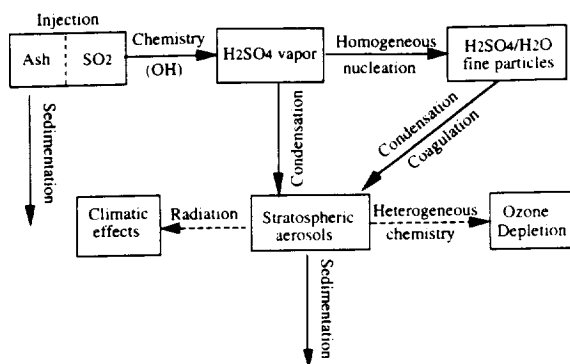 Injection
Ash
SO2
Chemistry
(OH)
H2SO4 vapor
Homogeneous
nucleation
H2SO4/H2O
fine particles
Sedimentation
Condensation
Condensation
Coagulation
Climatic
effects
Radiation
Stratospheric
aerosols
Heterogeneous
chemistry
Ozone
Depletion
Sedimentation